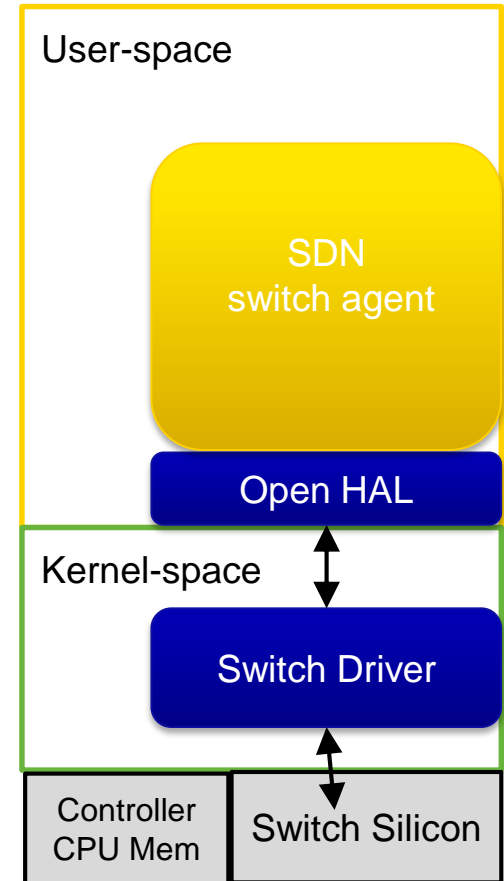 User-space
SDN
switch agent
Open HAL
Kernel-space
Switch Driver
Controller
CPU Mem
Switch Silicon